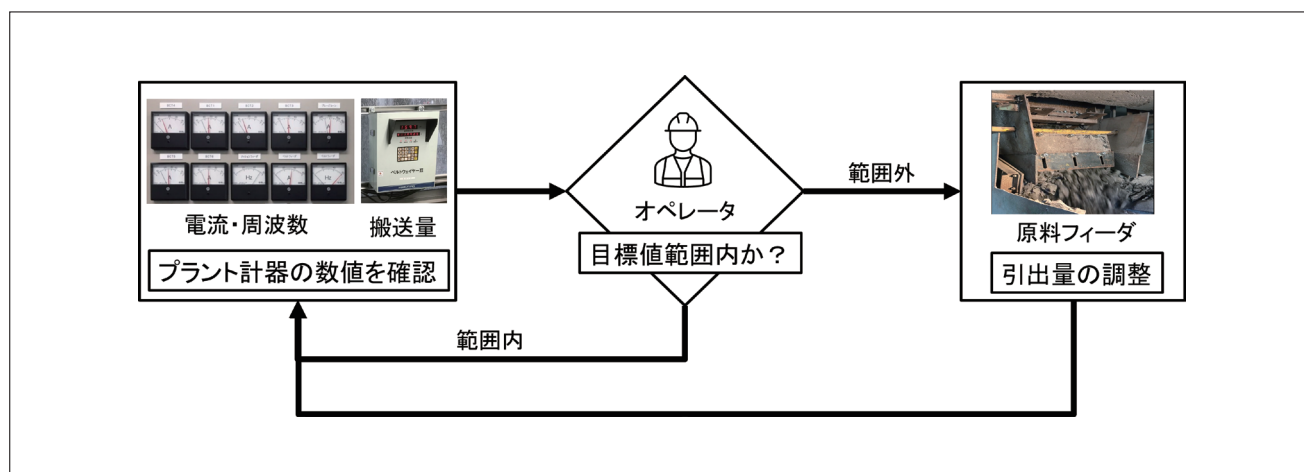 電流・周波数
搬送量
プラント計器の数値を確認
オペレータ
目標値範囲内か？
範囲外
原料フィーダ
引出量の調整
範囲内